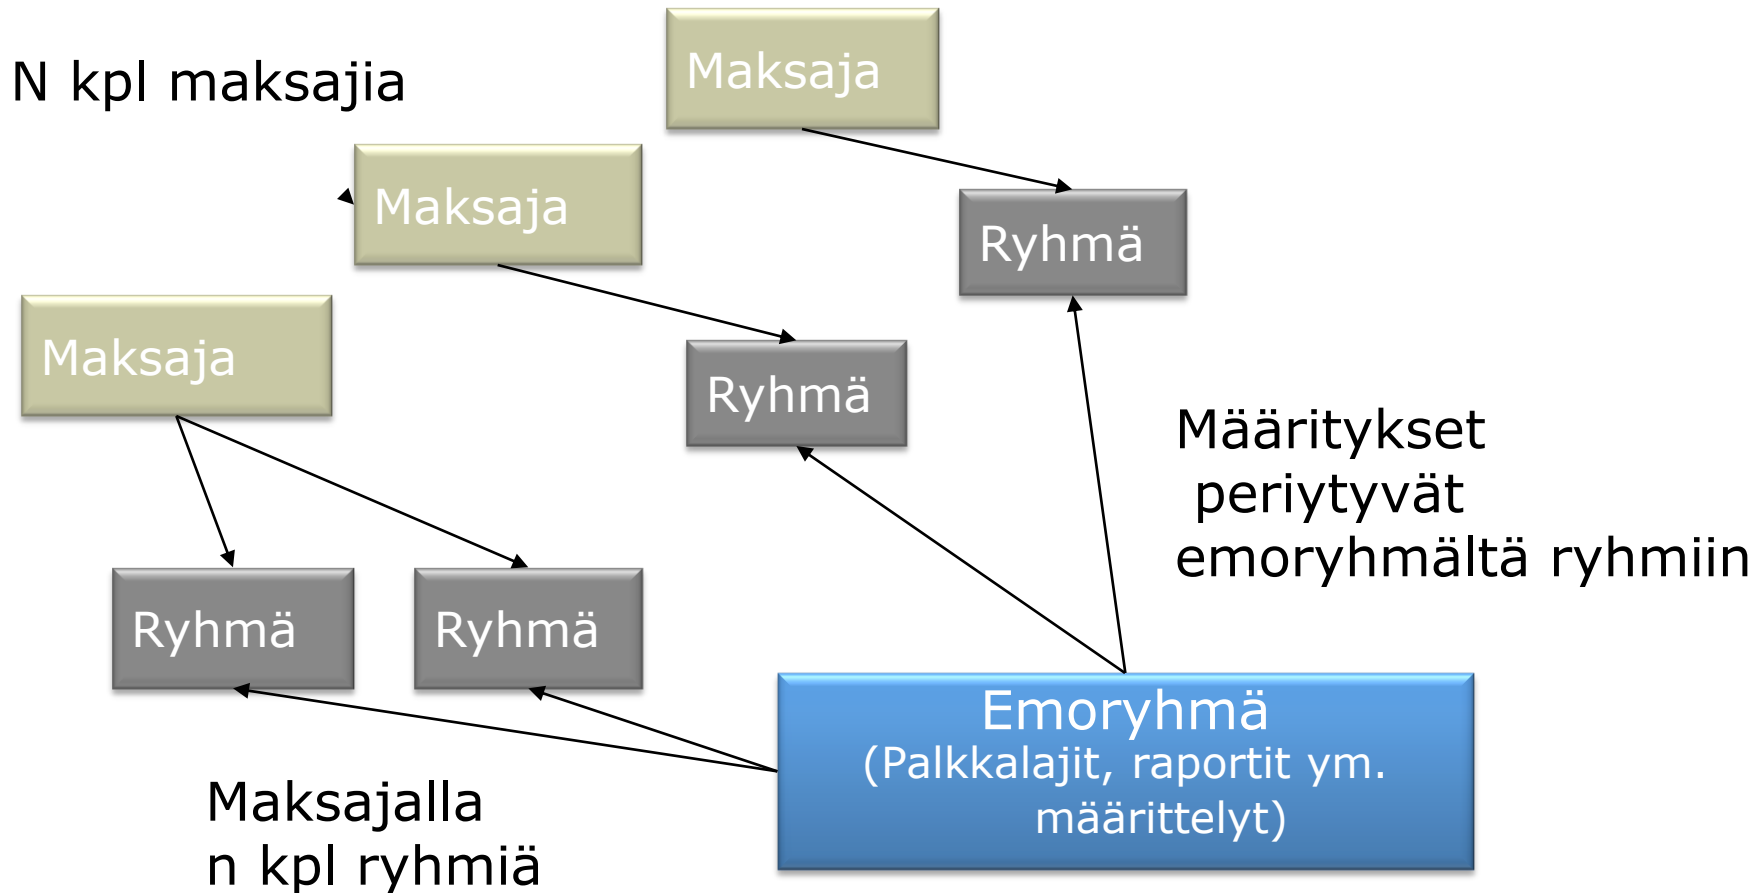 N kpl maksajia
Maksaja
Maksaja
Ryhmä
Maksaja
Ryhmä
Määritykset
periytyvät
emoryhmältä ryhmiin
Ryhmä
Ryhmä
Emoryhmä
(Palkkalajit, raportit ym.
määrittelyt)
Maksajalla
n kpl ryhmiä